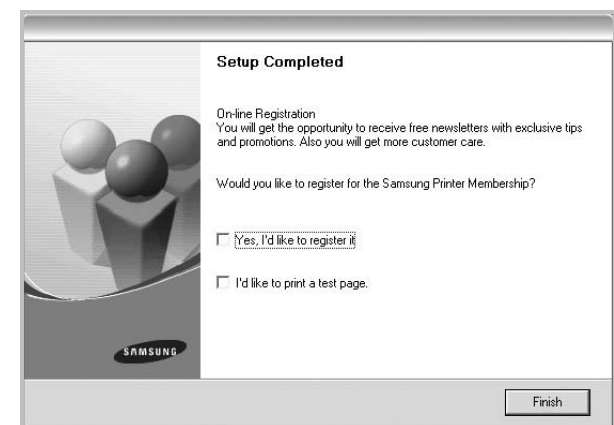 Setup Completed
On-line Registration
You will get the opportunity to receive free newsletters with exclusive tips
and promotions. Also you will get more customer care.
Would you like to register for the Samsung Printer Membership?
Yes, I'd like to register it
I'd like to print a test page.
SAMSUNG
Finish